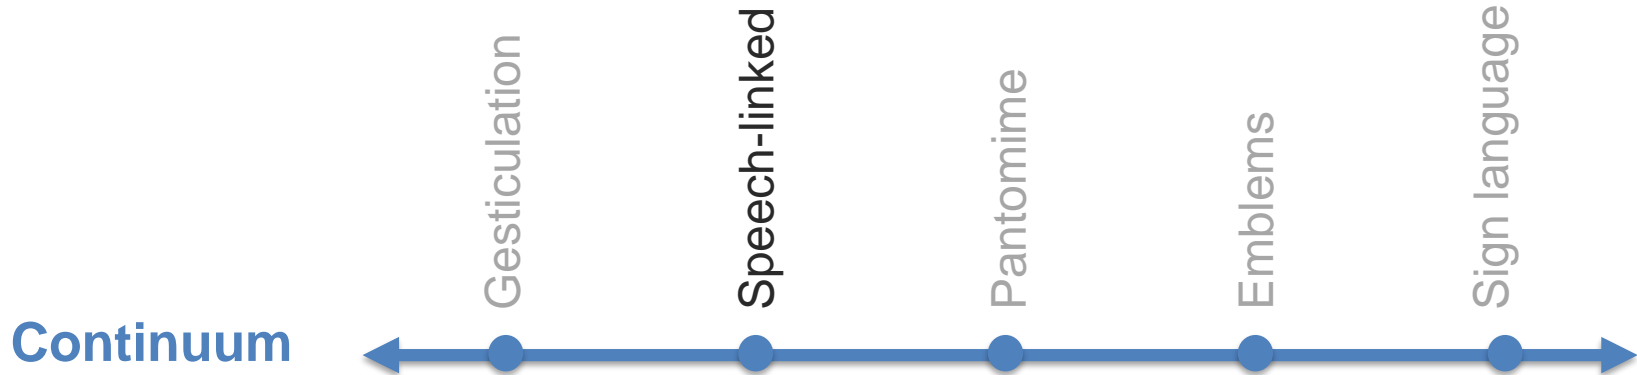 Gesticulation
Speech-linked
Pantomime
Emblems
Sign language
Continuum